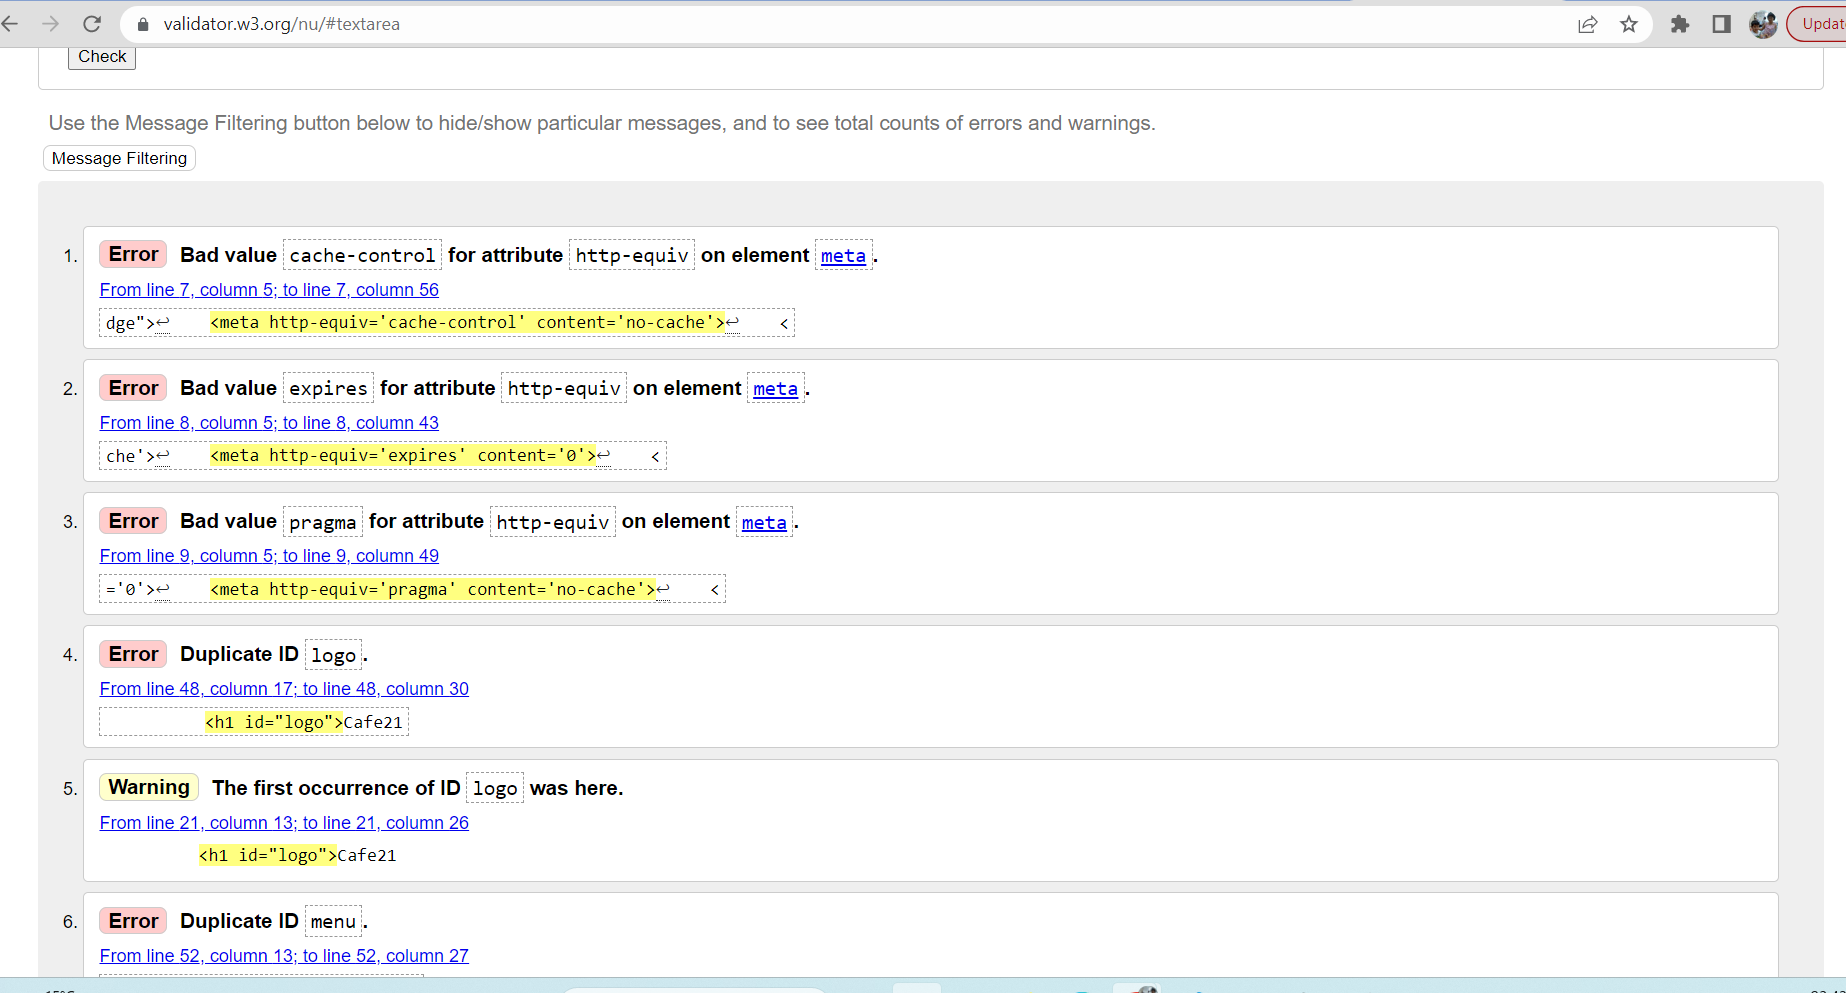 validator.w3.org/nu/#textarea
Updat
Check
Use the Message Filtering button below to hide/show particular messages, and to see total counts of errors and warnings.
Message Filtering
1. Error Bad value cache-control for attribute http-equiv on element meta.
From line 7, column 5; to line 7, column 56
dge">↩ <meta http-equiv='cache-control' content='no-cache'>↩ <
2. Error Bad value expires for attribute http-equiv on element meta.
From line 8, column 5; to line 8, column 43
che'>↩ <meta http-equiv='expires' content='0'>↩ <
3. Error Bad value pragma for attribute http-equiv on element meta.
From line 9, column 5; to line 9, column 49
='0'>↩ <meta http-equiv='pragma' content='no-cache'>↩ <
4. Error Duplicate ID logo.
From line 48, column 17; to line 48, column 30
<h1 id="logo">Cafe21
5. Warning The first occurrence of ID logo was here.
From line 21, column 13; to line 21, column 26
<h1 id="logo">Cafe21
6. Error Duplicate ID menu.
From line 52, column 13; to line 52, column 27